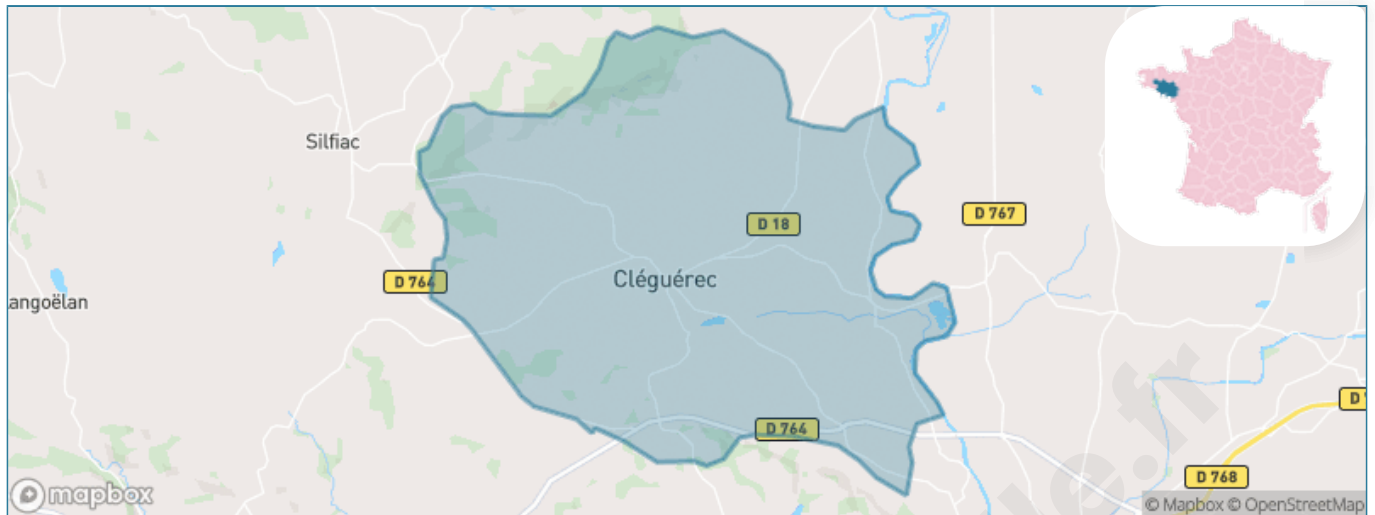 Silfiac
D 18
D 767
Cléguérec
D 764
angoëlan
D 764
D 768
mapbox
© Mapbox © OpenStreetMap